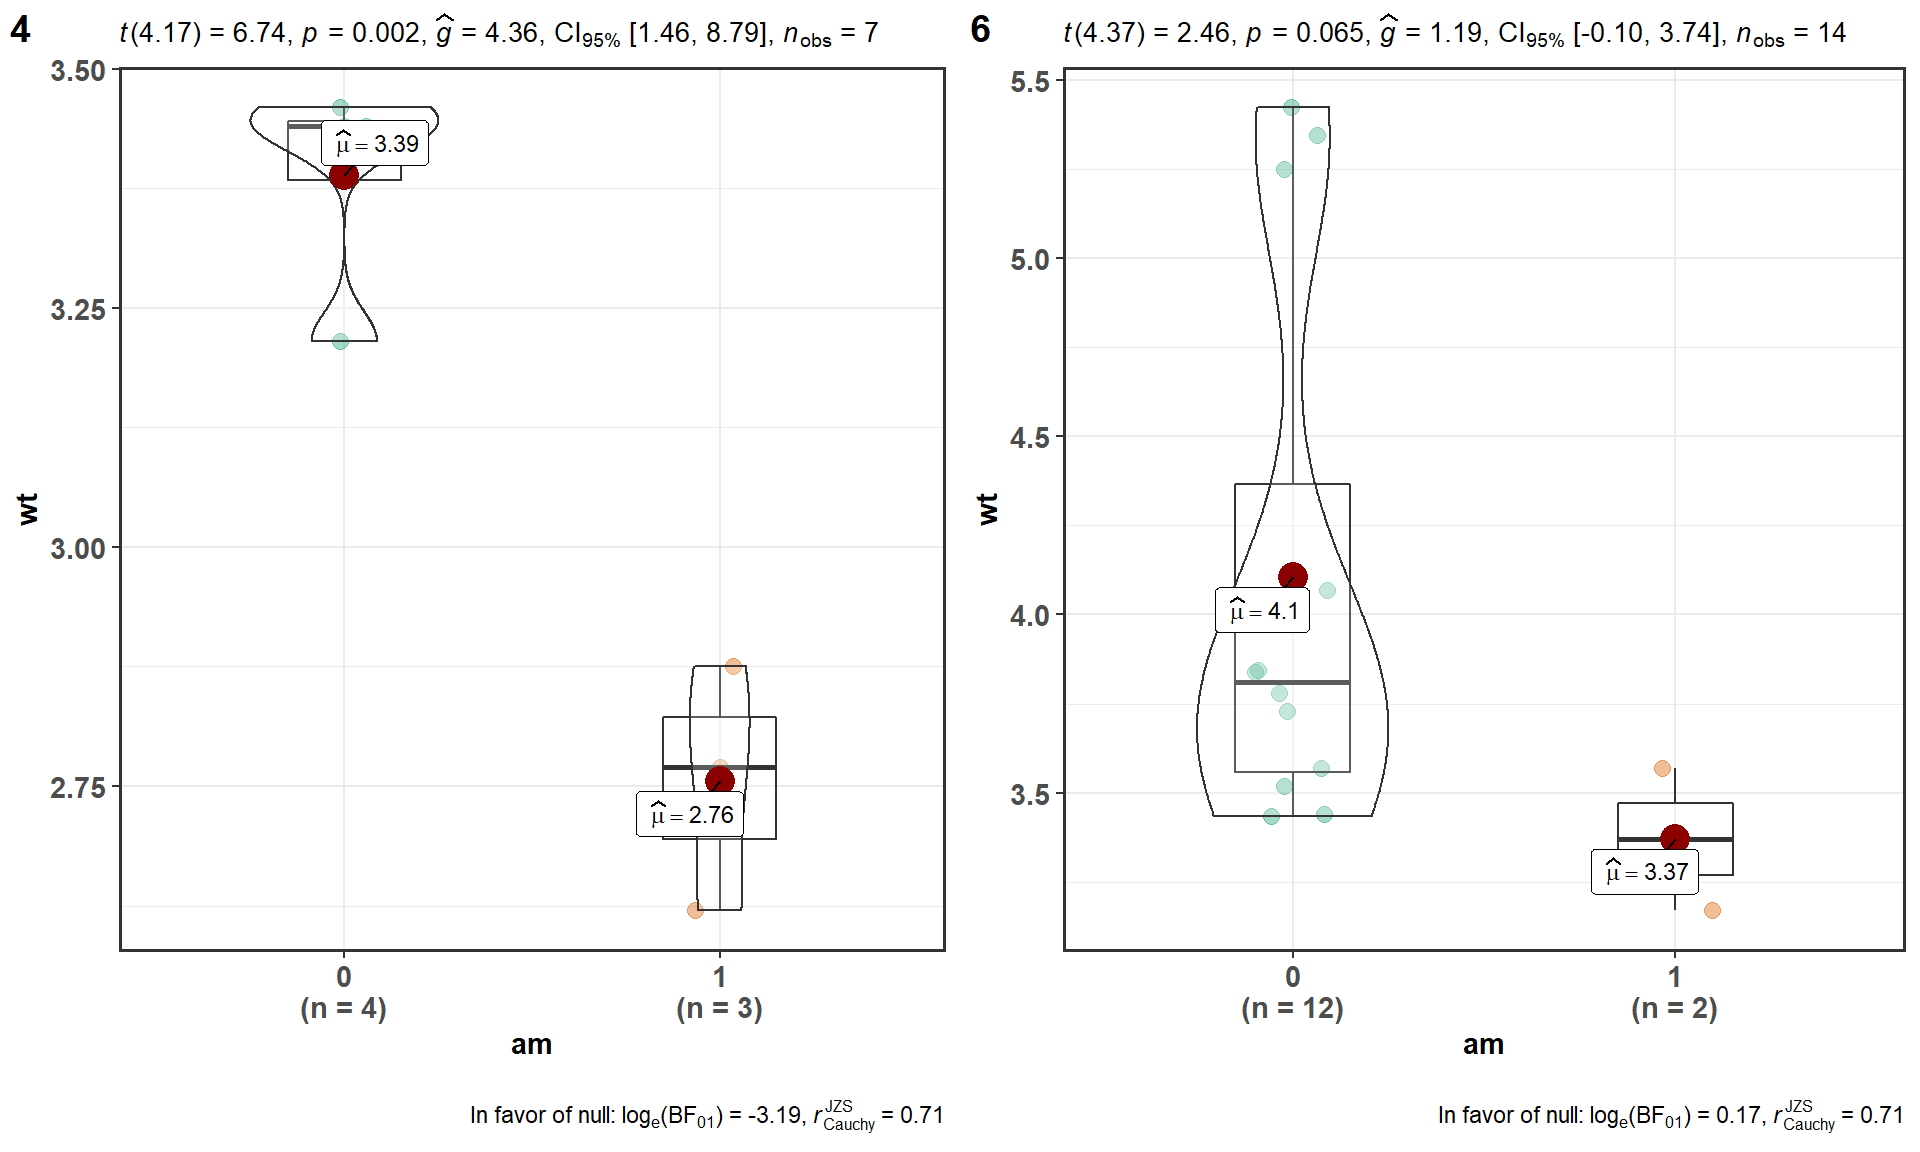 4 t(4.17) = 6.74, p = 0.002, ĝ = 4.36, CI95% [1.46, 8.79], nobs = 7
3.50
3.25
3.00
2.75
wt
μ̂ = 3.39
μ̂ = 2.76
0 1
(n = 4) (n = 3)
am
In favor of null: loge(BF01) = -3.19, rJZSCauchy = 0.71
6 t(4.37) = 2.46, p = 0.065, ĝ = 1.19, CI95% [-0.10, 3.74], nobs = 14
5.5
5.0
4.5
4.0
3.5
wt
μ̂ = 4.1
μ̂ = 3.37
0 1
(n = 12) (n = 2)
am
In favor of null: loge(BF01) = 0.17, rJZSCauchy = 0.71